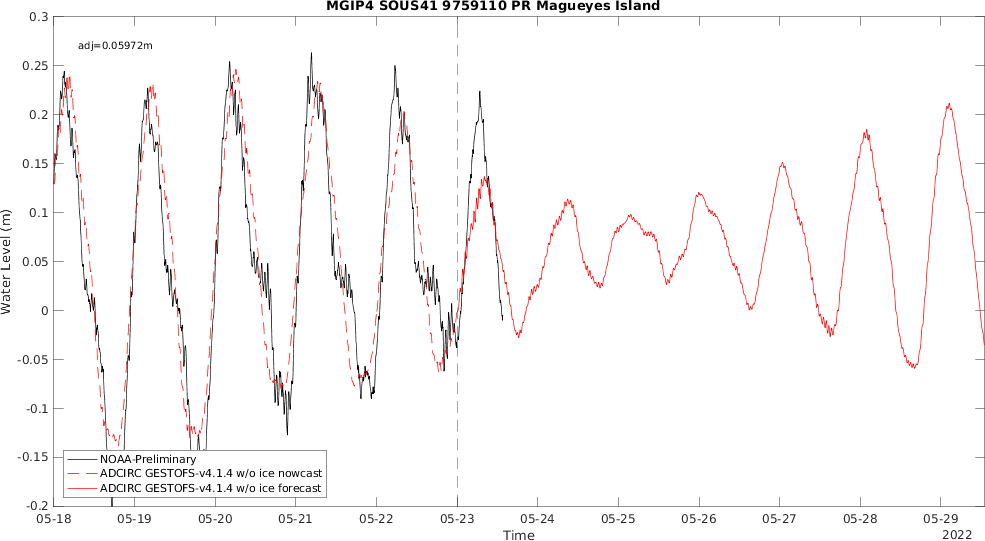 MGIP4 SOUS41 9759110 PR Magueyes Island
adj=0.05972m
0.3
0.25
0.2
0.15
0.1
0.05
0
-0.05
-0.1
-0.15
-0.2
Water Level (m)
NOAA-Preliminary
ADCIRC GESTOFS-v4.1.4 w/o ice nowcast
ADCIRC GESTOFS-v4.1.4 w/o ice forecast
05-18 05-19 05-20 05-21 05-22 05-23 05-24 05-25 05-26 05-27 05-28 05-29
Time
2022